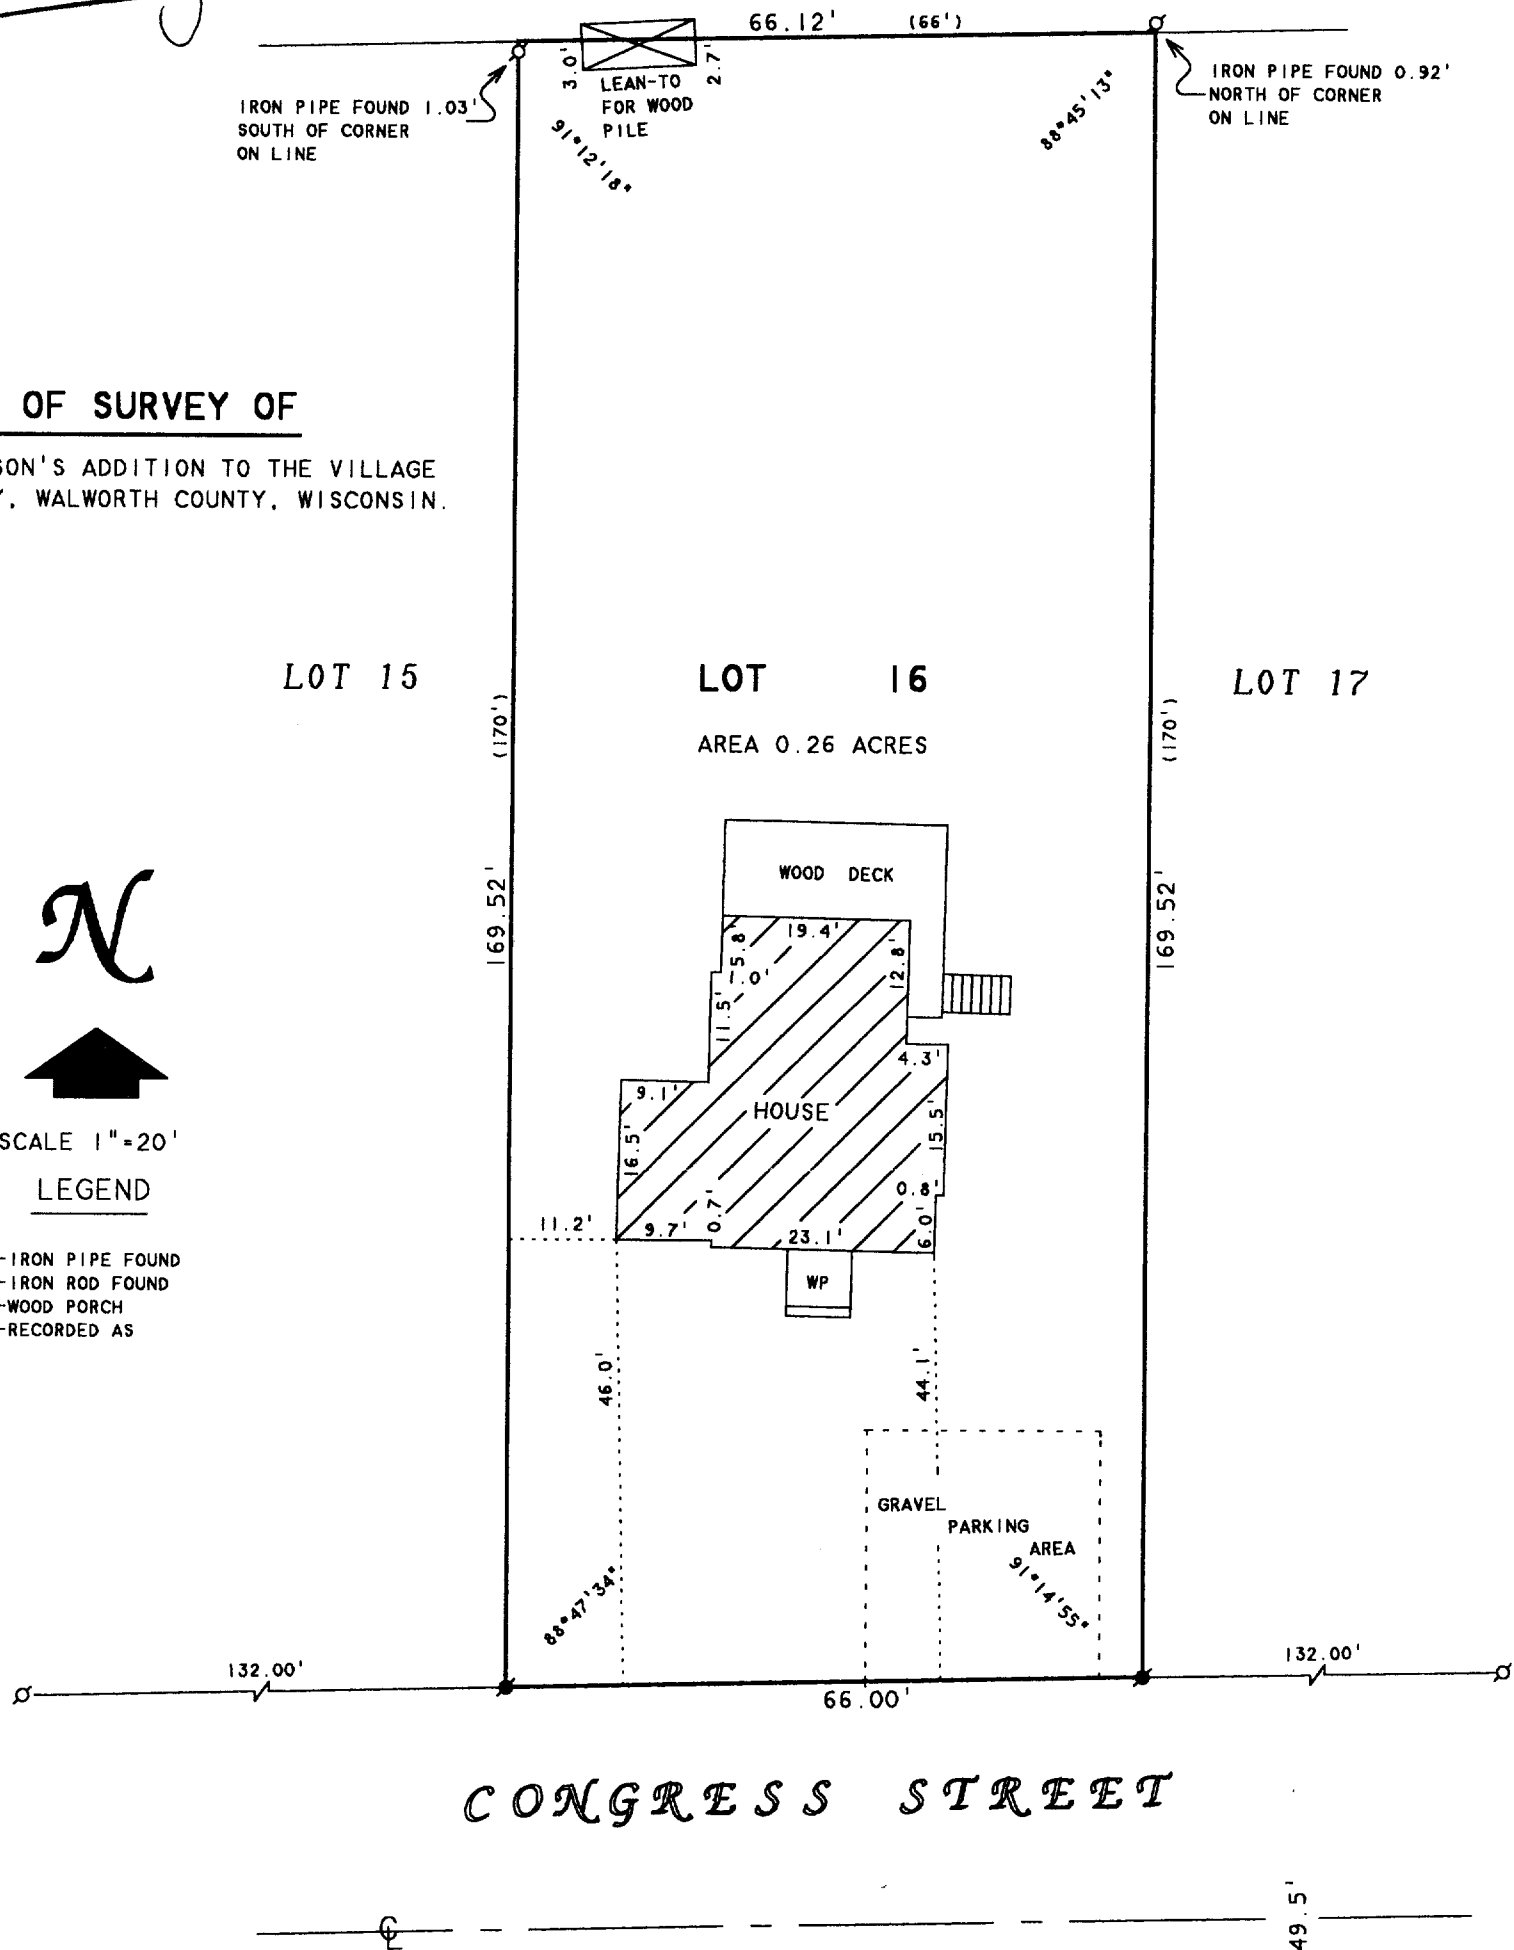 66.12' (66')
3.0'
2.7'
LEAN-TO
FOR WOOD
PILE
IRON PIPE FOUND 1.03'
SOUTH OF CORNER
ON LINE
IRON PIPE FOUND 0.92'
NORTH OF CORNER
ON LINE
91°12'18"
88°45'13"
OF SURVEY OF
SON'S ADDITION TO THE VILLAGE
Y, WALWORTH COUNTY, WISCONSIN.
LOT 15
LOT 16
LOT 17
(170')
(170')
AREA 0.26 ACRES
169.52'
169.52'
WOOD DECK
19.4'
5.8'
1.0'
12.8'
11.5'
4.3'
9.1'
HOUSE
15.5'
16.5'
0.8'
0.7'
6.0'
11.2'
9.7'
23.1'
WP
N
SCALE 1"=20'
LEGEND
-IRON PIPE FOUND
-IRON ROD FOUND
-WOOD PORCH
-RECORDED AS
46.0'
44.1'
GRAVEL
PARKING
AREA
88°47'34"
91°14'55"
132.00'
132.00'
66.00'
CONGRESS STREET
49.5'
℄